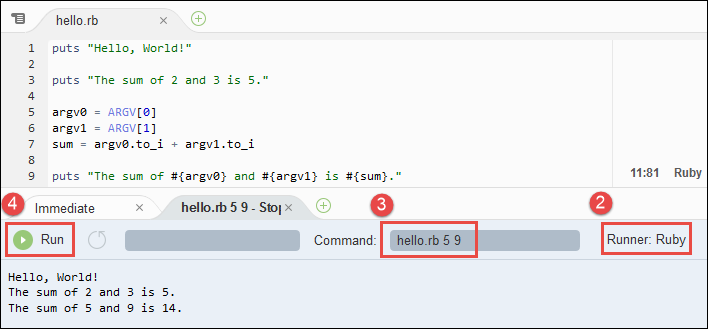 hello.rb
1 puts "Hello, World!"
2
3 puts "The sum of 2 and 3 is 5."
4
5 argv0 = ARGV[0]
6 argv1 = ARGV[1]
7 sum = argv0.to_i + argv1.to_i
8
9 puts "The sum of #{argv0} and #{argv1} is #{sum}."
11:81 Ruby
Immediate hello.rb 5 9 - Stop
4 Run Command: 3 hello.rb 5 9 2 Runner: Ruby
Hello, World!
The sum of 2 and 3 is 5.
The sum of 5 and 9 is 14.